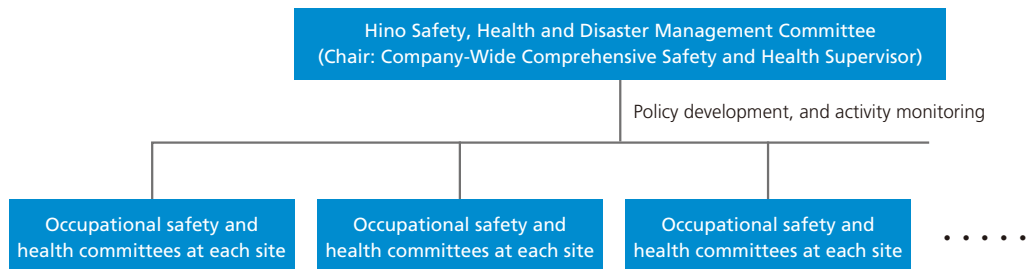 Hino Safety, Health and Disaster Management Committee
(Chair: Company-Wide Comprehensive Safety and Health Supervisor)
Policy development, and activity monitoring
Occupational safety and
health committees at each site
Occupational safety and
health committees at each site
Occupational safety and
health committees at each site
. . . . .